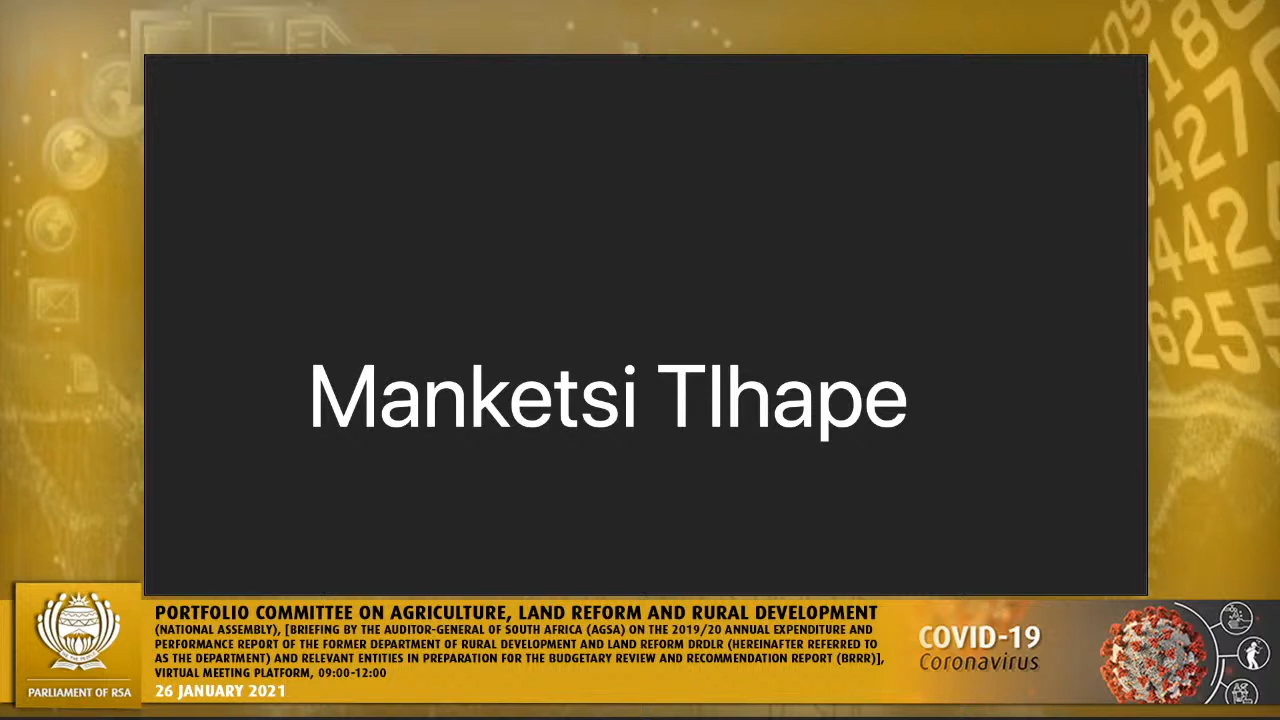 Manketsi Tlhape
PORTFOLIO COMMITTEE ON AGRICULTURE, LAND REFORM AND RURAL DEVELOPMENT
(NATIONAL ASSEMBLY), [BRIEFING BY THE AUDITOR-GENERAL OF SOUTH AFRICA (AGSA) ON THE 2019/20 ANNUAL EXPENDITURE AND
PERFORMANCE REPORT OF THE FORMER DEPARTMENT OF RURAL DEVELOPMENT AND LAND REFORM DRDLR (HEREINAFTER REFERRED TO
AS THE DEPARTMENT) AND RELEVANT ENTITIES IN PREPARATION FOR THE BUDGETARY REVIEW AND RECOMMENDATION REPORT (BRRR)],
VIRTUAL MEETING PLATFORM, 09:00-12:00
26 JANUARY 2021
PARLIAMENT OF RSA
COVID-19
Coronavirus